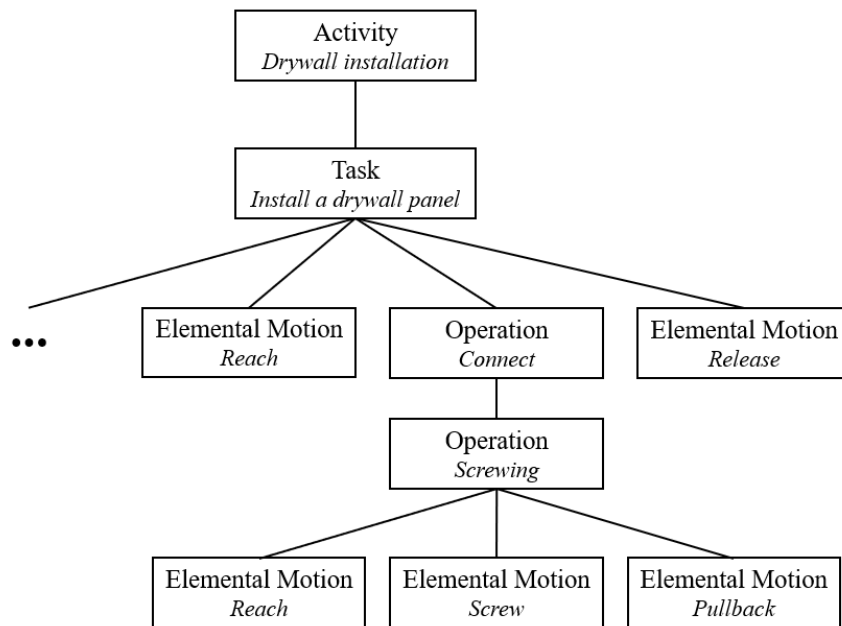 Activity
Drywall installation
Task
Install a drywall panel
...
Elemental Motion
Reach
Operation
Connect
Elemental Motion
Release
Operation
Screwing
Elemental Motion
Reach
Elemental Motion
Screw
Elemental Motion
Pullback